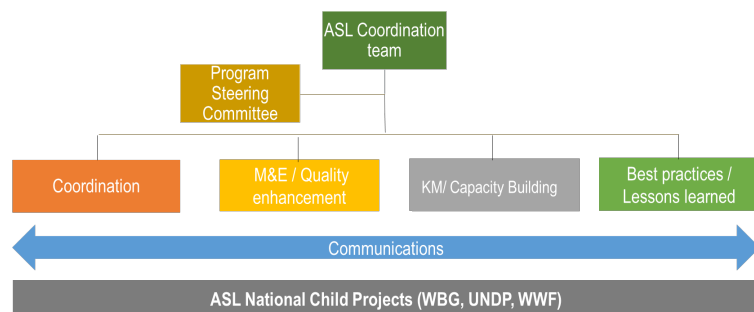 ASL Coordination
team
Program
Steering
Committee
Coordination
M&E / Quality
enhancement
KM/ Capacity Building
Best practices /
Lessons learned
Communications
ASL National Child Projects (WBG, UNDP, WWF)